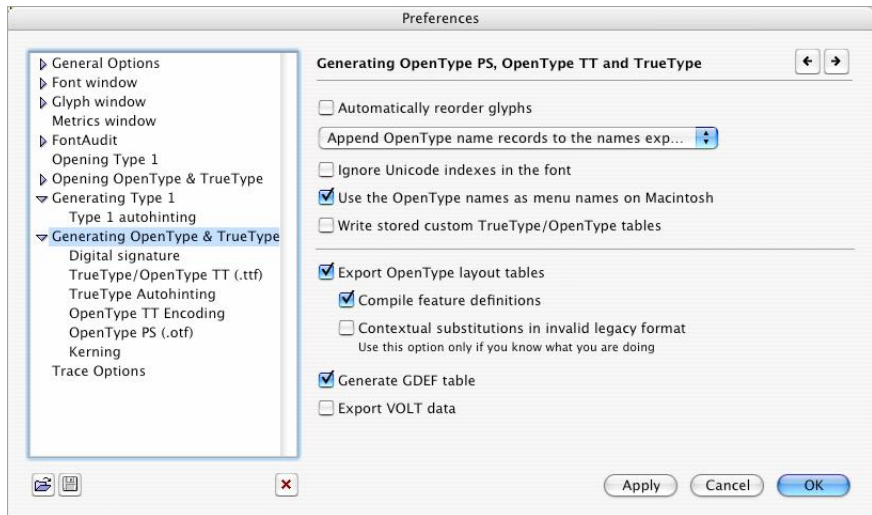 Preferences
General Options
Font window
Glyph window
Metrics window
FontAudit
Opening Type 1
Opening OpenType & TrueType
Generating Type 1
Type 1 autohinting
Generating OpenType & TrueType
Digital signature
TrueType/OpenType TT (.ttf)
TrueType Autohinting
OpenType TT Encoding
OpenType PS (.otf)
Kerning
Trace Options
Generating OpenType PS, OpenType TT and TrueType
Automatically reorder glyphs
Append OpenType name records to the names exp...
Ignore Unicode indexes in the font
Use the OpenType names as menu names on Macintosh
Write stored custom TrueType/OpenType tables
Export OpenType layout tables
Compile feature definitions
Contextual substitutions in invalid legacy format
Use this option only if you know what you are doing
Generate GDEF table
Export VOLT data
Apply
Cancel
OK